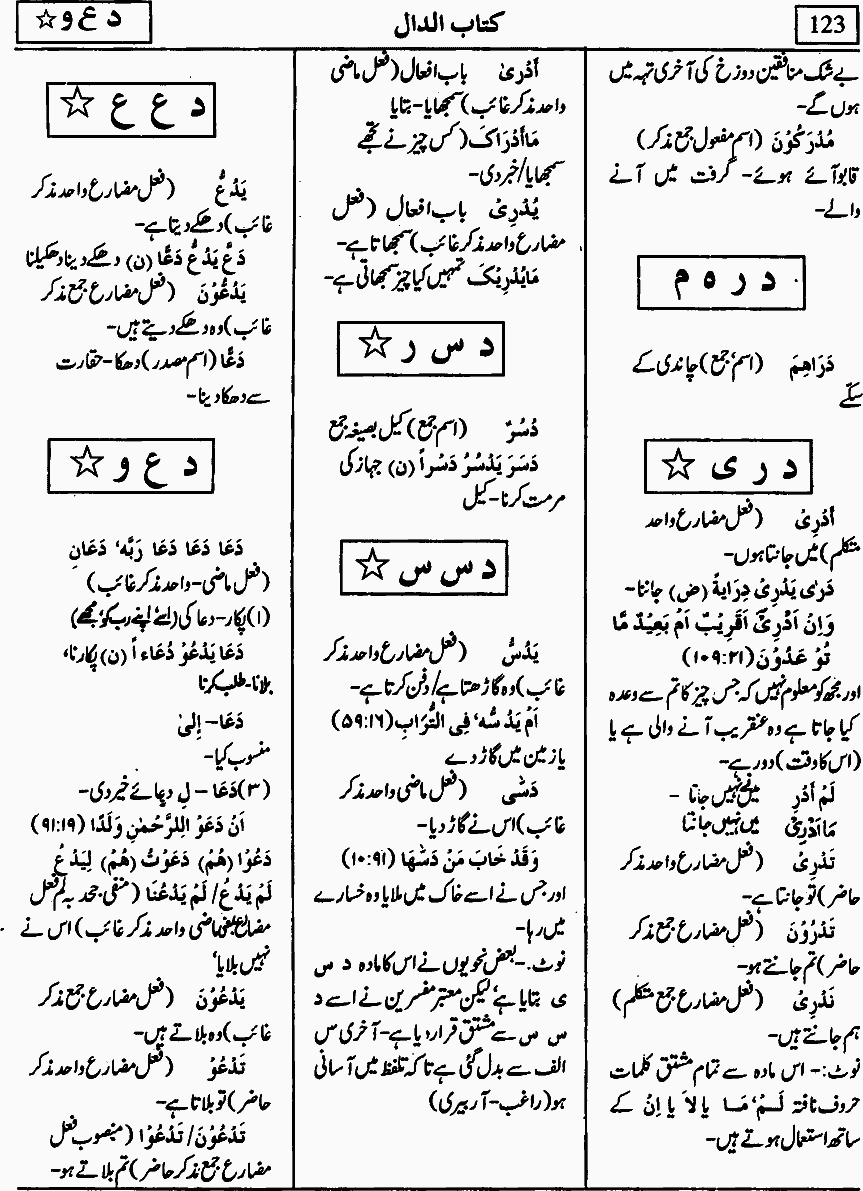 123
کتاب الدال
د ع و ☆
بے شک منافقین دوزخ کی آخری تہہ میں
ہوں گے-
مُدْرَكُوْنَ (اسم مفعول جمع مذکر)
قابو آئے ہوئے- گرفت میں آنے
والے-
د ر ہ م
دَرَاهِمَ (اسم' جمع) چاندی کے
سکّے
د ر ی ☆
أَدْرِیْ (فعل مضارع واحد
متکلم) میں جانتا ہوں-
دَرٰی یَدْرِیْ دِرَایةً (ض) جاننا-
وَاِنْ اَدْرِیْۤ اَقَرِیْبٌ اَمْ بَعِیْدٌ مَّا
تُوْ عَدُوْنَ (۱۰۹:۲۱)
اور مجھ کو معلوم نہیں کہ جس چیز کا تم سے وعدہ
کیا جاتا ہے وہ عنقریب آنے والی ہے یا
(اس کا وقت) دور ہے-
لَمْ أَدْرِ میں نے نہیں جانا -
مَا اَدْرِیْ میں نہیں جانتا
تَدْرِیْ (فعل مضارع واحد مذکر
حاضر) تو جانتا ہے-
تَدْرُوْنَ (فعل مضارع جمع مذکر
حاضر) تم جانتے ہو-
نَدْرِیْ (فعل مضارع جمع متکلم)
ہم جانتے ہیں-
نوٹ:- اس مادہ سے تمام مشتق کلمات
حروف نافتہ لَمْ' مَا یا لاَ یا اِنْ کے
ساتھ استعمال ہوتے ہیں-
أَدْرٰیْ باب افعال (فعل ماضی
واحد مذکر غائب) سمجھایا- بتایا
مَاأَدْرَاکَ (کس چیز نے تجھے
سمجھایا/خبر دی-
یُدْرِیْ باب افعال (فعل
مضارع واحد مذکر غائب) سمجھاتا ہے-
مَایُدْرِیْکَ تمہیں کیا چیز سمجھاتی ہے-
د س ر ☆
دُسُرٌ (اسم جمع) کیل بصیغہ جمع
دَسَرَ یَدْسُرُ دَسْراً (ن) جہاز کی
مرمت کرنا- کیل
د س س ☆
یَدُسُّ (فعل مضارع واحد مذکر
غائب) وہ گاڑھتا ہے/دفن کرتا ہے-
اَمْ یَدُ سُّه' فِی التُّرَابِ (۵۹:۱۶)
یا زمین میں گاڑ دے
دَسّٰی (فعل ماضی واحد مذکر
غائب) اس نے گاڑ دیا-
وَقَدْ خَابَ مَنْ دَسّٰهَا (۱۰:۹۱)
اور جس نے اسے خاک میں ملایا وہ خسارے
میں رہا-
نوٹ.- بعض نحویوں نے اس کا مادہ د س
ی بتایا ہے' لیکن معتبر مفسرین نے اسے د
س س سے مشتق قرار دیا ہے- آخری س
الف سے بدل گئی ہے تاکہ تلفظ میں آسانی
ہو (راغب- آربیری)
د ع ع ☆
یَدُعُّ (فعل مضارع واحد مذکر
غائب) دھکے دیتا ہے-
دَعَّ یَدُعُّ دَعًّا (ن) دھکے دینا دھکیلنا
یَدُعُّوْنَ (فعل مضارع جمع مذکر
غائب) وہ دھکے دیتے ہیں-
دَعًّا (اسم مصدر) دھکا- حقارت
سے دھکا دینا-
د ع و ☆
دَعَا دَعَا دَعَا رَبَّه' دَعَانِ
(فعل ماضی- واحد مذکر غائب)
(۱) پکار- دعا کی (اسے' اپنے رب کو' مجھے)
دَعَا یَدْعُوْ دُعَاء اً (ن) پکارنا'
بلانا- طلب کرنا
دَعَا- إِلٰی
منسوب کیا-
(۳) دَعَا - لِ دعائے خیر دی-
اَنْ دَعَوْ الِلرَّحْمٰنِ وَلَدًا (۹۱:۱۹)
دَعَوْا (هُمْ) دَعَوْتُ (هُمْ) لِیَدْعُ
لَمْ یَدْعُ/ لَمْ یَدْعُنَا (منفی جحد بہ لم فعل
مضارع بمعنی ماضی واحد مذکر غائب) اس نے
نہیں بلایا'
یَدْعُوْنَ (فعل مضارع جمع مذکر
غائب) وہ بلاتے ہیں-
تَدْعُوْ (فعل مضارع واحد مذکر
حاضر) تو بلاتا ہے-
تَدْعُوْنَ/تَدْعُوْا (منصوب فعل
مضارع جمع مذکر حاضر) تم بلاتے ہو-